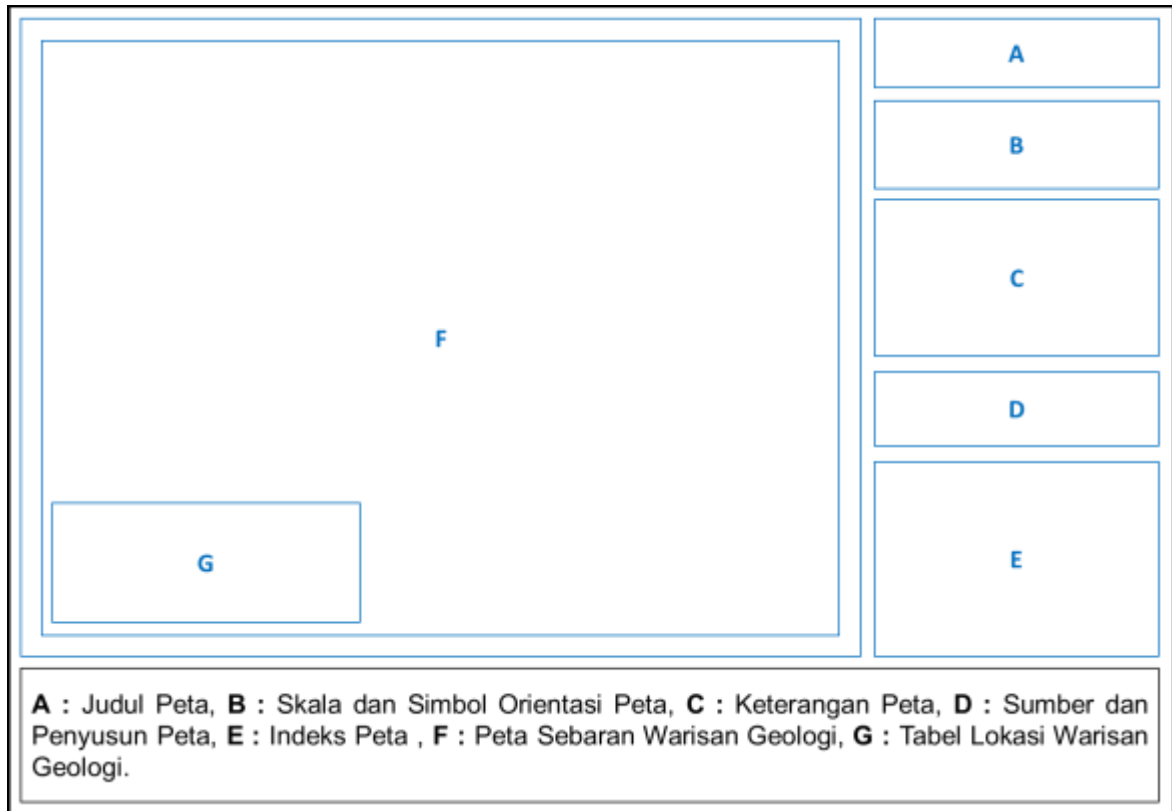 A
B
C
F
D
G
E
A : Judul Peta, B : Skala dan Simbol Orientasi Peta, C : Keterangan Peta, D : Sumber dan
Penyusun Peta, E : Indeks Peta , F : Peta Sebaran Warisan Geologi, G : Tabel Lokasi Warisan
Geologi.